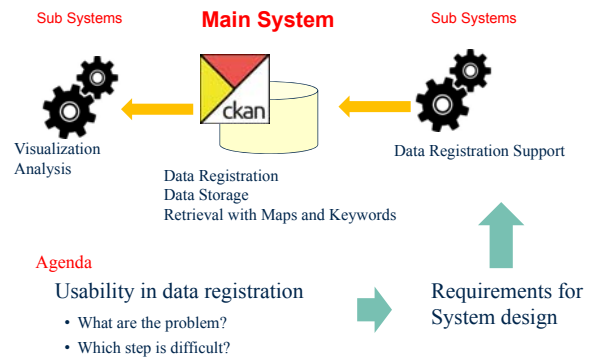 Sub Systems
Main System
Sub Systems
ckan
Visualization
Analysis
Data Registration Support
Data Registration
Data Storage
Retrieval with Maps and Keywords
Agenda
Usability in data registration
• What are the problem?
• Which step is difficult?
Requirements for
System design